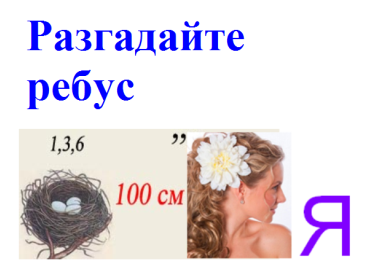 Разгадайте
ребус
1,3,6
,,
100 см
Я